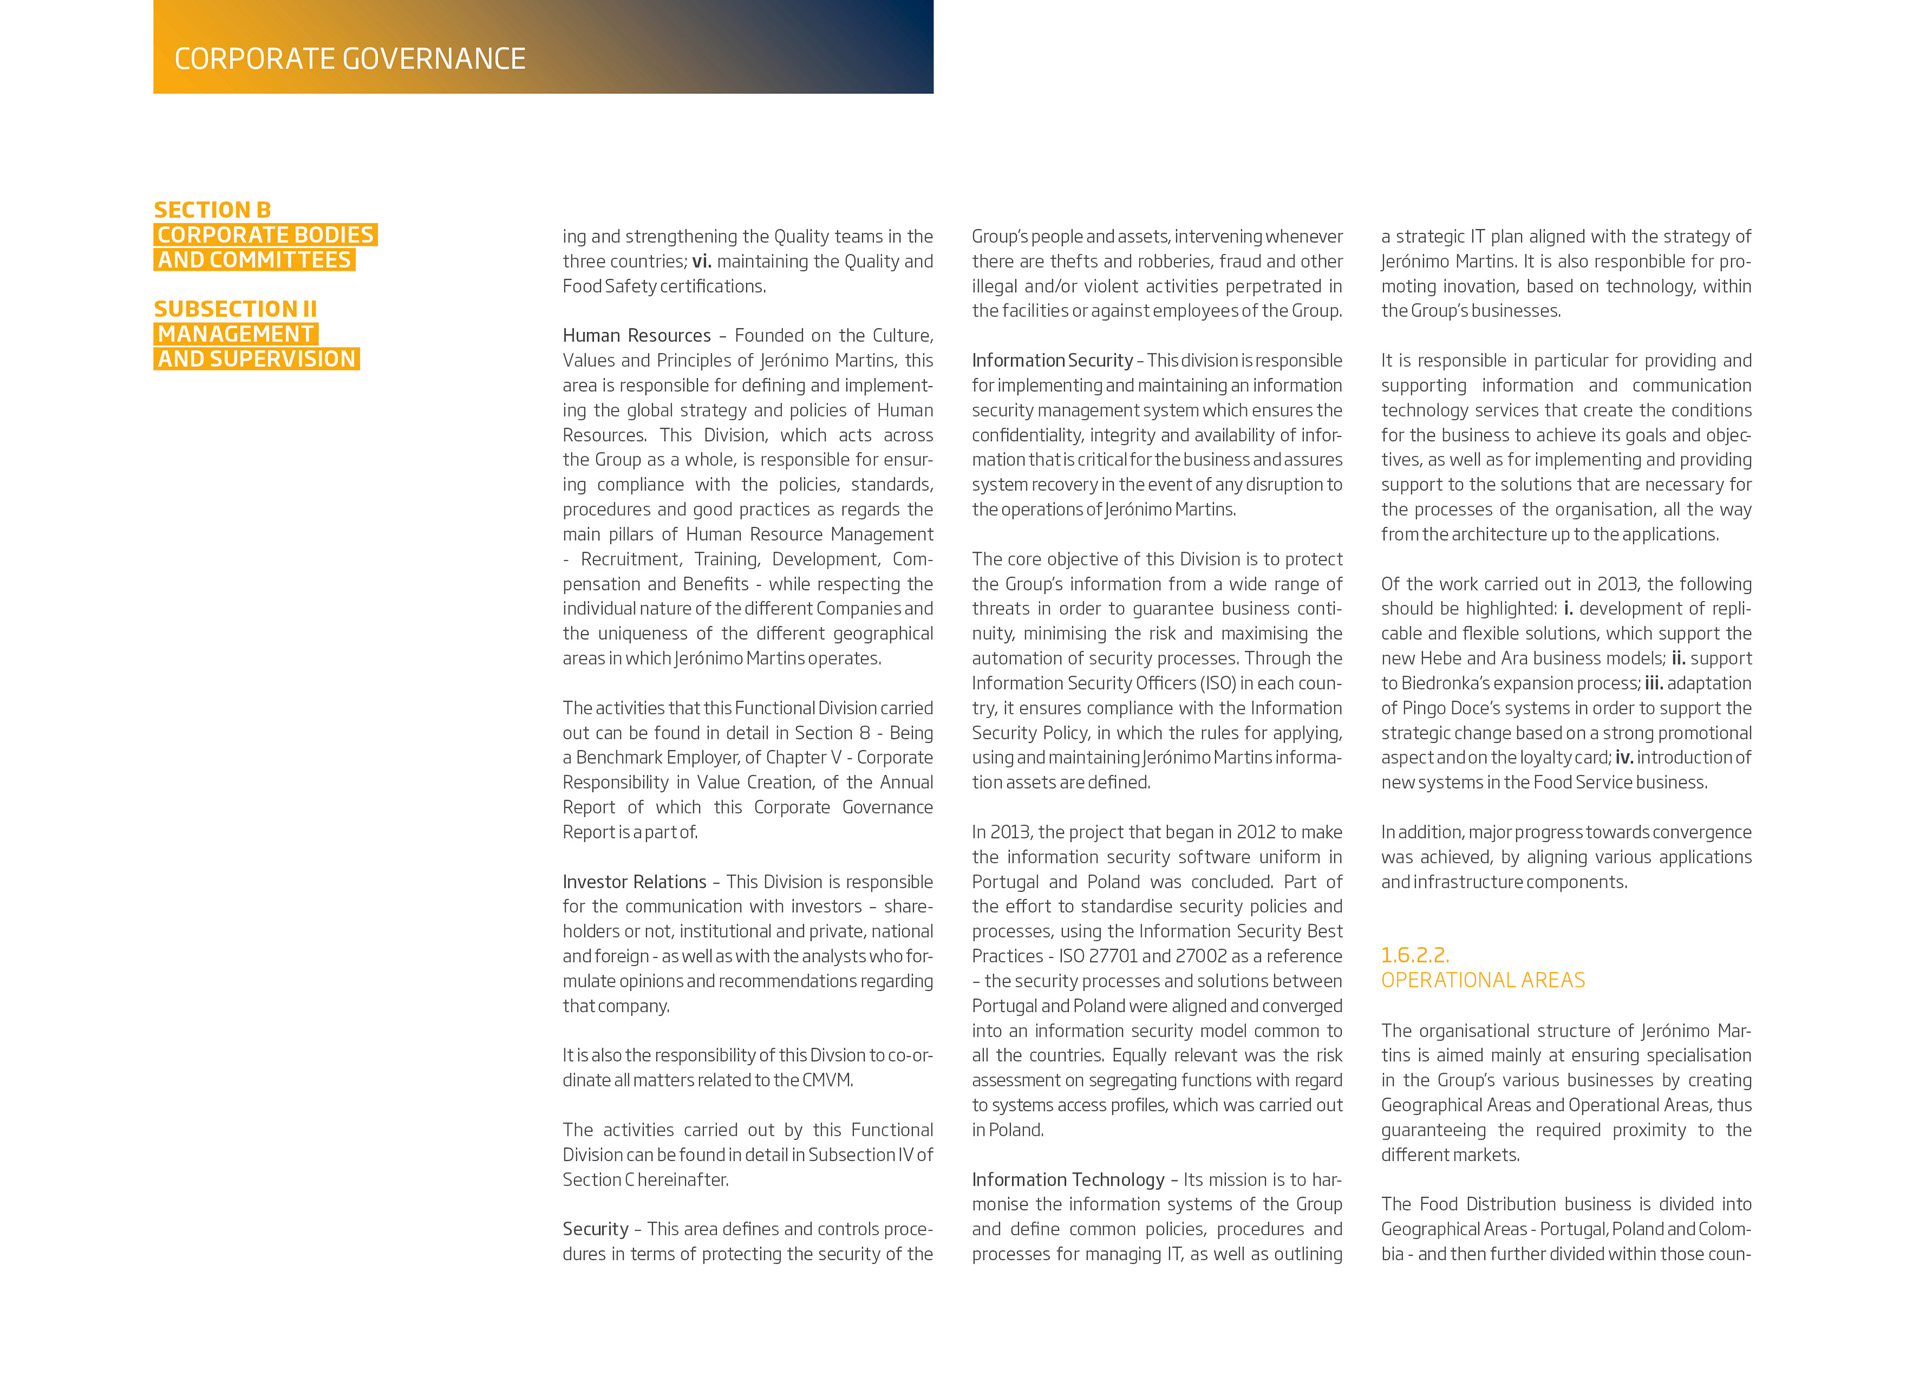 CORPORATE GOVERNANCE
SECTION B
CORPORATE BODIES
AND COMMITTEES
SUBSECTION II
MANAGEMENT
AND SUPERVISION
ing and strengthening the Quality teams in the
three countries; vi. maintaining the Quality and
Food Safety certifications.
Human Resources – Founded on the Culture,
Values and Principles of Jerónimo Martins, this
area is responsible for defining and implement-
ing the global strategy and policies of Human
Resources. This Division, which acts across
the Group as a whole, is responsible for ensur-
ing compliance with the policies, standards,
procedures and good practices as regards the
main pillars of Human Resource Management
- Recruitment, Training, Development, Com-
pensation and Benefits - while respecting the
individual nature of the different Companies and
the uniqueness of the different geographical
areas in which Jerónimo Martins operates.
The activities that this Functional Division carried
out can be found in detail in Section 8 - Being
a Benchmark Employer, of Chapter V - Corporate
Responsibility in Value Creation, of the Annual
Report of which this Corporate Governance
Report is a part of.
Investor Relations – This Division is responsible
for the communication with investors – share-
holders or not, institutional and private, national
and foreign - as well as with the analysts who for-
mulate opinions and recommendations regarding
that company.
It is also the responsibility of this Divsion to co-or-
dinate all matters related to the CMVM.
The activities carried out by this Functional
Division can be found in detail in Subsection IV of
Section C hereinafter.
Security – This area defines and controls proce-
dures in terms of protecting the security of the
Group's people and assets, intervening whenever
there are thefts and robberies, fraud and other
illegal and/or violent activities perpetrated in
the facilities or against employees of the Group.
Information Security – This division is responsible
for implementing and maintaining an information
security management system which ensures the
confidentiality, integrity and availability of infor-
mation that is critical for the business and assures
system recovery in the event of any disruption to
the operations of Jerónimo Martins.
The core objective of this Division is to protect
the Group's information from a wide range of
threats in order to guarantee business conti-
nuity, minimising the risk and maximising the
automation of security processes. Through the
Information Security Officers (ISO) in each coun-
try, it ensures compliance with the Information
Security Policy, in which the rules for applying,
using and maintaining Jerónimo Martins informa-
tion assets are defined.
In 2013, the project that began in 2012 to make
the information security software uniform in
Portugal and Poland was concluded. Part of
the effort to standardise security policies and
processes, using the Information Security Best
Practices - ISO 27701 and 27002 as a reference
– the security processes and solutions between
Portugal and Poland were aligned and converged
into an information security model common to
all the countries. Equally relevant was the risk
assessment on segregating functions with regard
to systems access profiles, which was carried out
in Poland.
Information Technology – Its mission is to har-
monise the information systems of the Group
and define common policies, procedures and
processes for managing IT, as well as outlining
a strategic IT plan aligned with the strategy of
Jerónimo Martins. It is also responbible for pro-
moting inovation, based on technology, within
the Group's businesses.
It is responsible in particular for providing and
supporting information and communication
technology services that create the conditions
for the business to achieve its goals and objec-
tives, as well as for implementing and providing
support to the solutions that are necessary for
the processes of the organisation, all the way
from the architecture up to the applications.
Of the work carried out in 2013, the following
should be highlighted: i. development of repli-
cable and flexible solutions, which support the
new Hebe and Ara business models; ii. support
to Biedronka's expansion process; iii. adaptation
of Pingo Doce's systems in order to support the
strategic change based on a strong promotional
aspect and on the loyalty card; iv. introduction of
new systems in the Food Service business.
In addition, major progress towards convergence
was achieved, by aligning various applications
and infrastructure components.
1.6.2.2.
OPERATIONAL AREAS
The organisational structure of Jerónimo Mar-
tins is aimed mainly at ensuring specialisation
in the Group's various businesses by creating
Geographical Areas and Operational Areas, thus
guaranteeing the required proximity to the
different markets.
The Food Distribution business is divided into
Geographical Areas - Portugal, Poland and Colom-
bia - and then further divided within those coun-